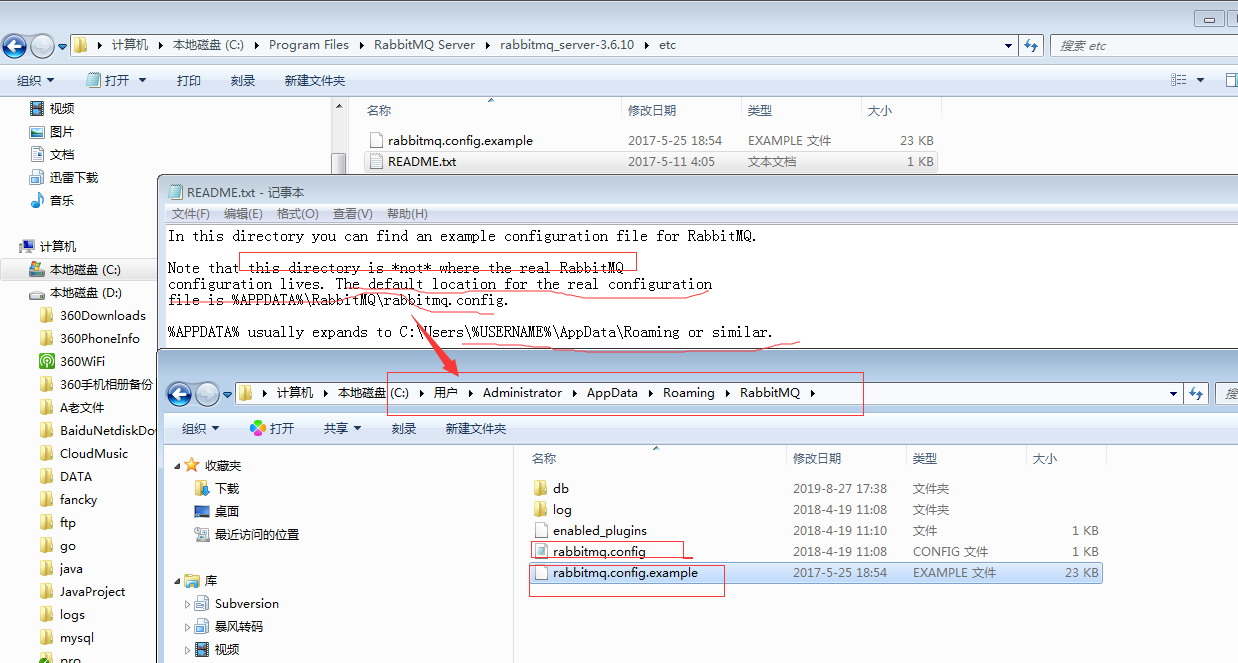 计算机 本地磁盘 (C:) Program Files RabbitMQ Server rabbitmq_server-3.6.10 etc 搜索 etc
组织 打开 打印 刻录 新建文件夹
视频
图片
文档
迅雷下载
音乐
计算机
本地磁盘 (C:)
本地磁盘 (D:)
360Downloads
360PhoneInfo
360WiFi
360手机相册备份
A老文件
BaiduNetdiskDo
CloudMusic
DATA
fancky
ftp
go
java
JavaProject
logs
mysql
pro
名称 修改日期 类型 大小
rabbitmq.config.example 2017-5-25 18:54 EXAMPLE 文件 23 KB
README.txt 2017-5-11 4:05 文本文档 1 KB
README.txt - 记事本
文件(F) 编辑(E) 格式(O) 查看(V) 帮助(H)
In this directory you can find an example configuration file for RabbitMQ.
Note that this directory is *not* where the real RabbitMQ
configuration lives. The default location for the real configuration
file is %APPDATA%\RabbitMQ\rabbitmq.config.
%APPDATA% usually expands to C:\Users\%USERNAME%\AppData\Roaming or similar.
计算机 本地磁盘 (C:) 用户 Administrator AppData Roaming RabbitMQ 搜
组织 打开 共享 刻录 新建文件夹
收藏夹
下载
桌面
最近访问的位置
库
Subversion
暴风转码
视频
名称 修改日期 类型 大小
db 2019-8-27 17:38 文件夹
log 2018-4-19 11:08 文件夹
enabled_plugins 2018-4-19 11:10 文件 1 KB
rabbitmq.config 2018-4-19 11:08 CONFIG 文件 1 KB
rabbitmq.config.example 2017-5-25 18:54 EXAMPLE 文件 23 KB